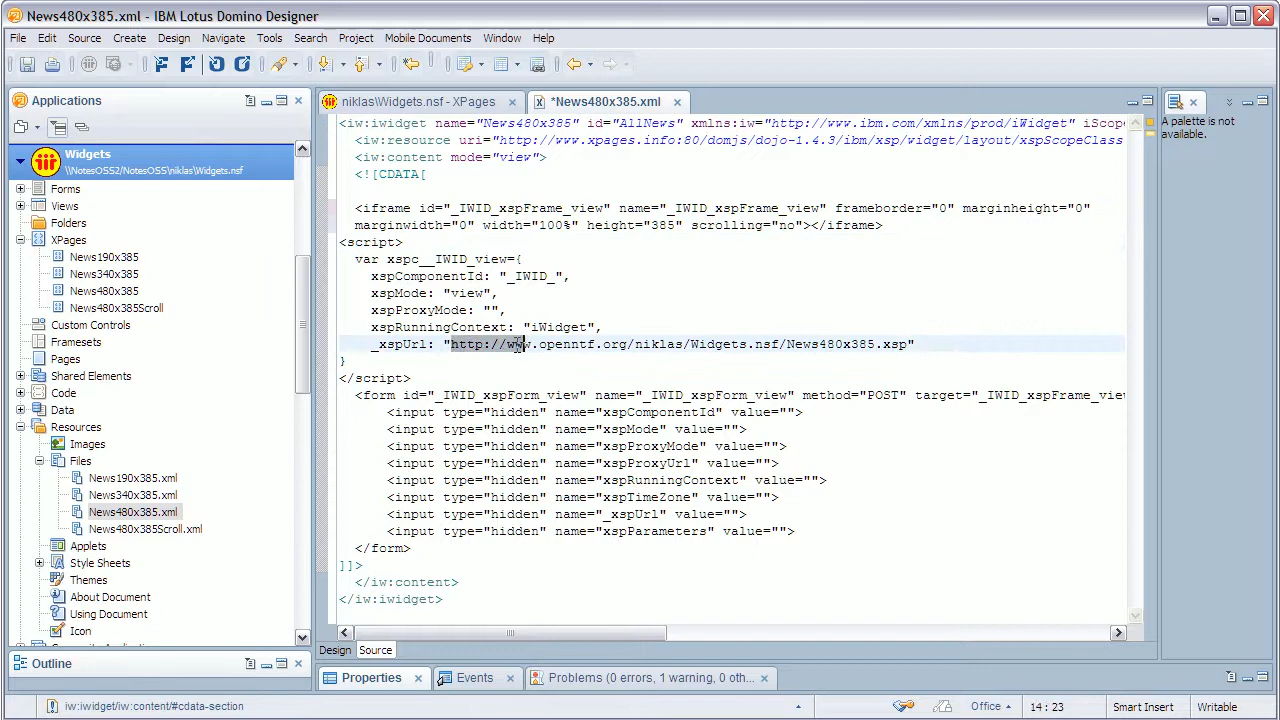 News480x385.xml - IBM Lotus Domino Designer
File Edit Source Create Design Navigate Tools Search Project Mobile Documents Window Help
Applications
niklas\Widgets.nsf - XPages
*News480x385.xml
A palette is not available.
Widgets
\\NotesOSS2/NotesOSS\niklas\Widgets.nsf
Forms
Views
Folders
XPages
News190x385
News340x385
News480x385
News480x385Scroll
Custom Controls
Framesets
Pages
Shared Elements
Code
Data
Resources
Images
Files
News190x385.xml
News340x385.xml
News480x385.xml
News480x385Scroll.xml
Applets
Style Sheets
Themes
About Document
Using Document
Icon
Outline
<iw:iwidget name="News480x385" id="AllNews" xmlns:iw="http://www.ibm.com/xmlns/prod/iWidget" iScope
<iw:resource uri="http://www.xpages.info:80/domjs/dojo-1.4.3/ibm/xsp/widget/layout/xspScopeClass
<iw:content mode="view">
<![CDATA[
<iframe id="_IWID_xspFrame_view" name="_IWID_xspFrame_view" frameborder="0" marginheight="0"
marginwidth="0" width="100%" height="385" scrolling="no"></iframe>
<script>
var xspc__IWID_view={
xspComponentId: "_IWID_",
xspMode: "view",
xspProxyMode: "",
xspRunningContext: "iWidget",
_xspUrl: "http://www.openntf.org/niklas/Widgets.nsf/News480x385.xsp"
}
</script>
<form id="_IWID_xspForm_view" name="_IWID_xspForm_view" method="POST" target="_IWID_xspFrame_view
<input type="hidden" name="xspComponentId" value="">
<input type="hidden" name="xspMode" value="">
<input type="hidden" name="xspProxyMode" value="">
<input type="hidden" name="xspProxyUrl" value="">
<input type="hidden" name="xspRunningContext" value="">
<input type="hidden" name="xspTimeZone" value="">
<input type="hidden" name="_xspUrl" value="">
<input type="hidden" name="xspParameters" value="">
</form>
]]>
</iw:content>
</iw:iwidget>
Design Source
Properties Events Problems (0 errors, 1 warning, 0 oth...
iw:iwidget/iw:content/#cdata-section
Office
14 : 23
Smart Insert
Writable